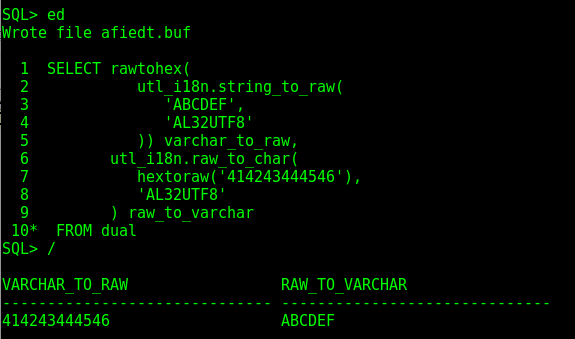 SQL> ed
Wrote file afiedt.buf
1  SELECT rawtohex(
2            utl_i18n.string_to_raw(
3               'ABCDEF',
4               'AL32UTF8'
5            )) varchar_to_raw,
6         utl_i18n.raw_to_char(
7            hextoraw('414243444546'),
8            'AL32UTF8'
9         ) raw_to_varchar
10*  FROM dual
SQL> /
VARCHAR_TO_RAW                 RAW_TO_VARCHAR
------------------------------ ------------------------------
414243444546                   ABCDEF